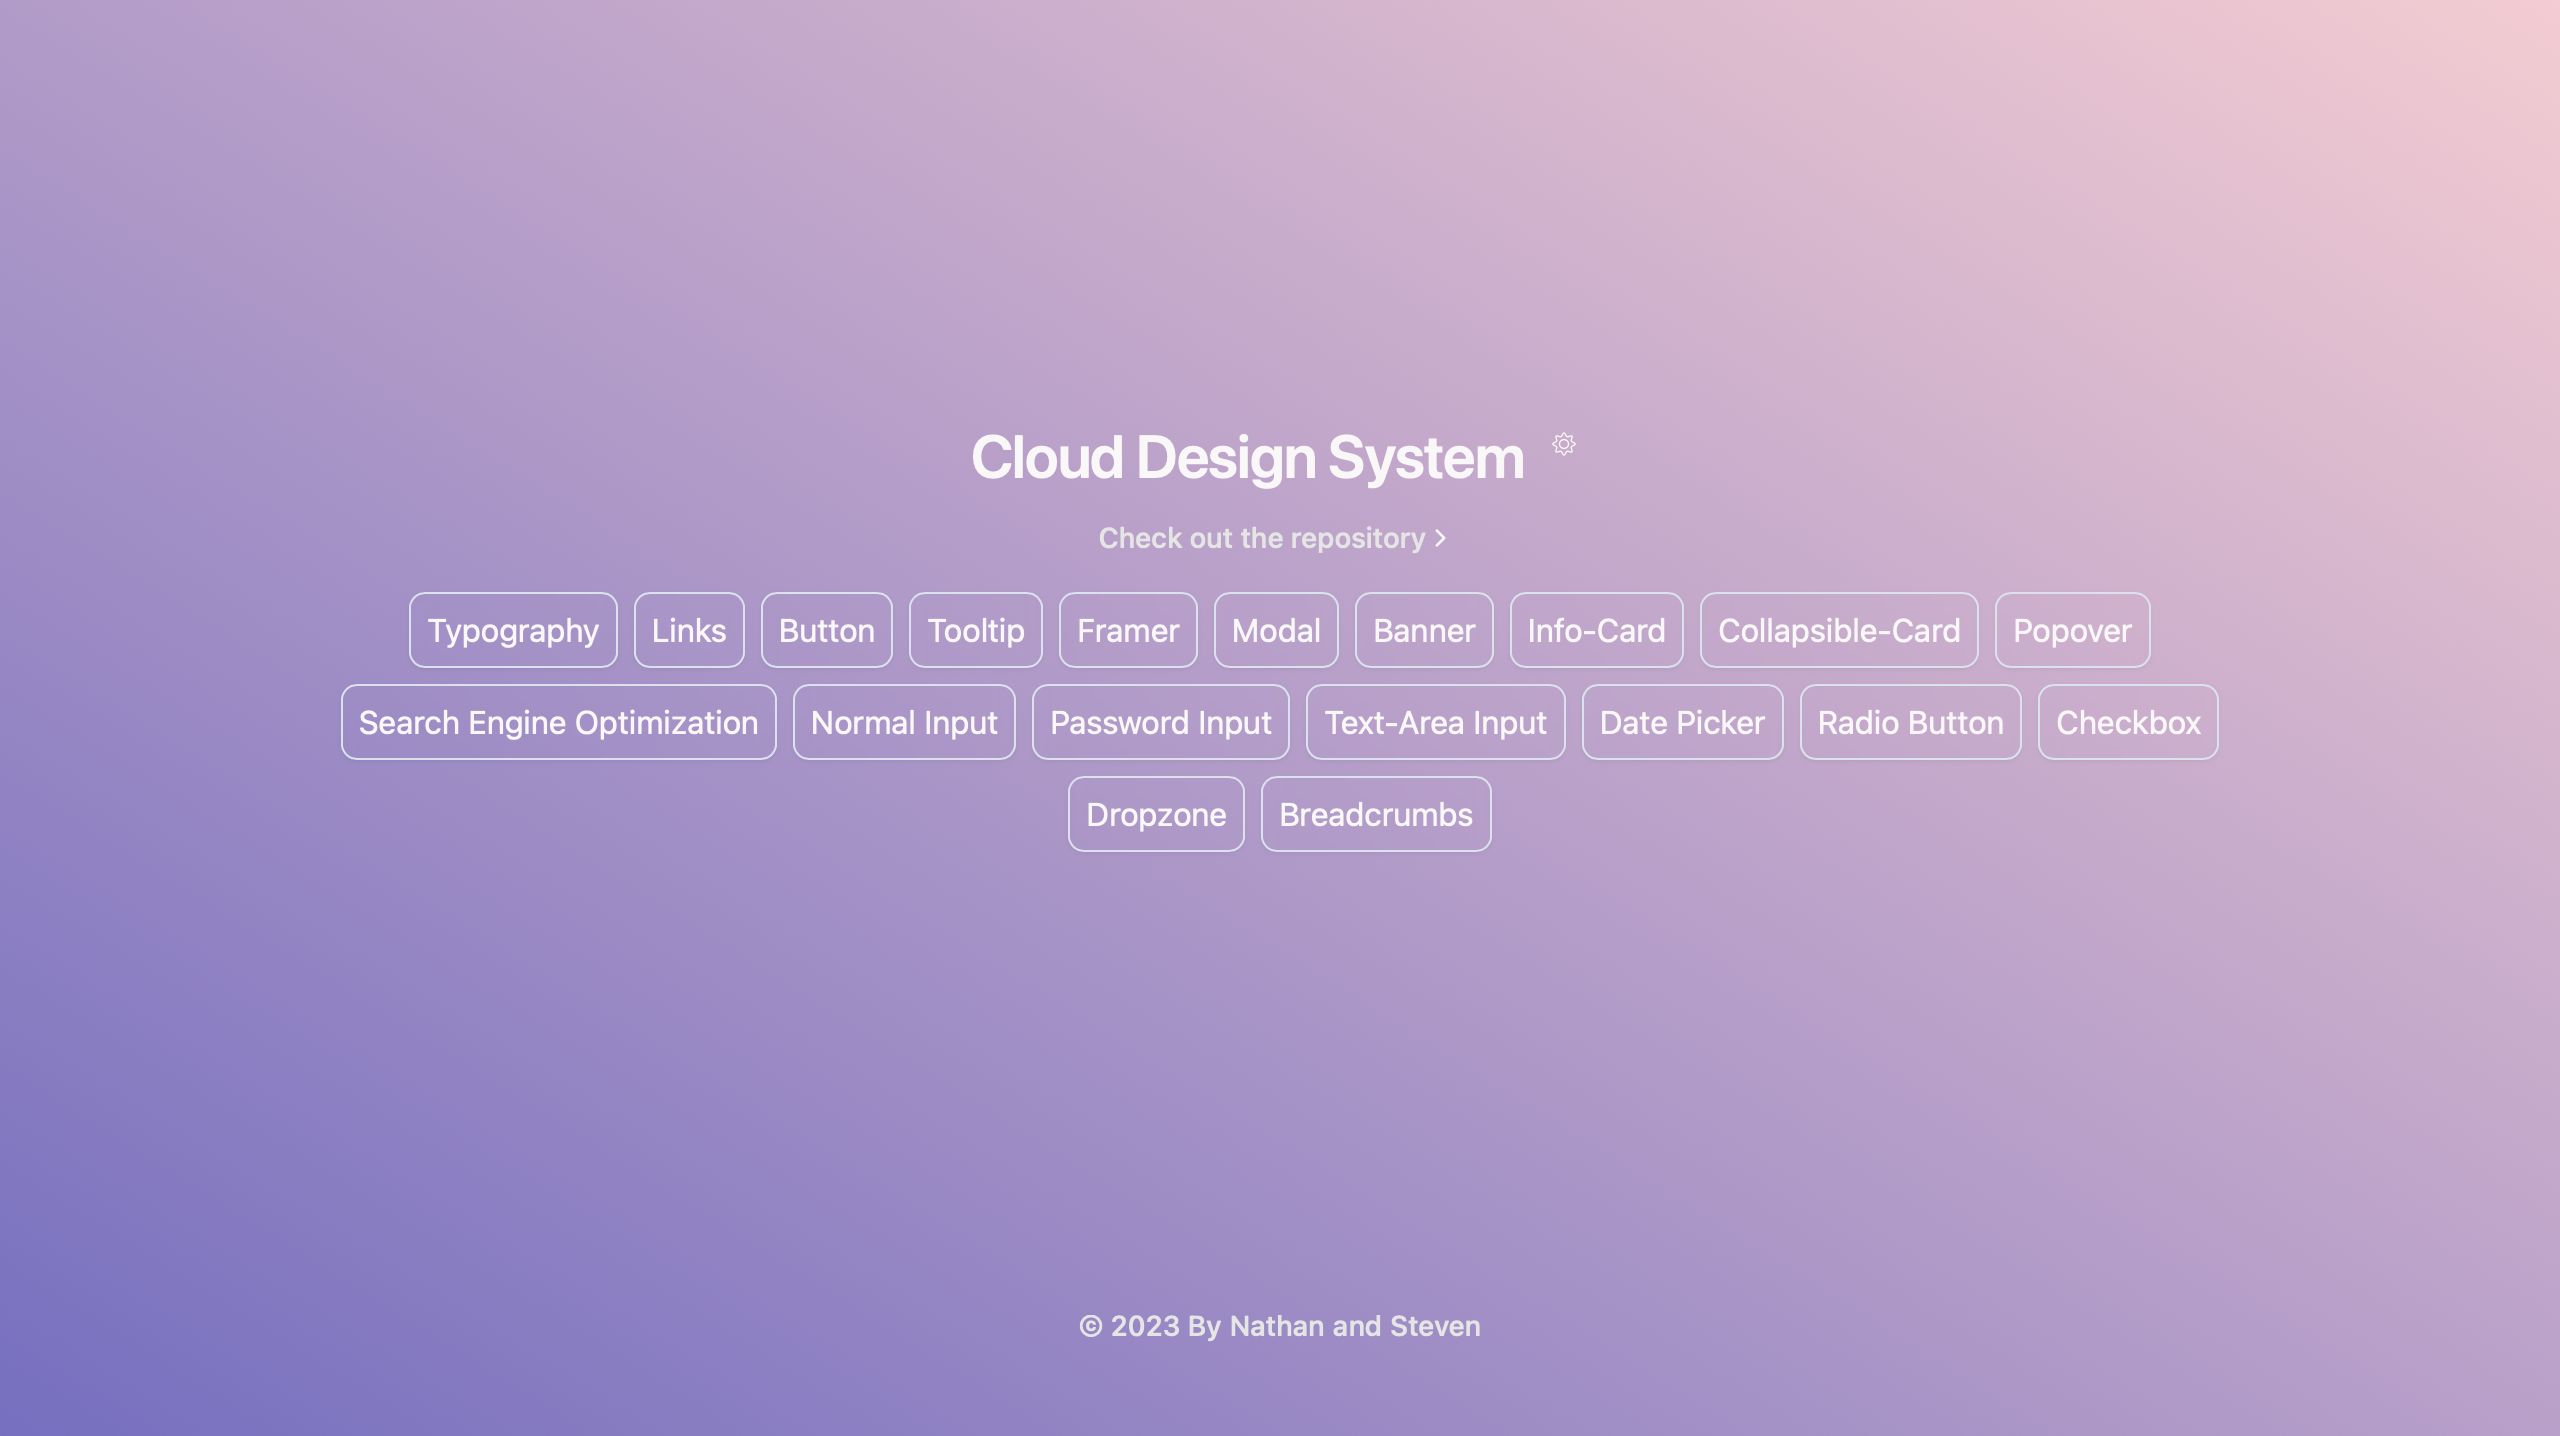 Cloud Design System
Check out the repository
Typography Links Button Tooltip Framer Modal Banner Info-Card Collapsible-Card Popover
Search Engine Optimization Normal Input Password Input Text-Area Input Date Picker Radio Button Checkbox
Dropzone Breadcrumbs
© 2023 By Nathan and Steven